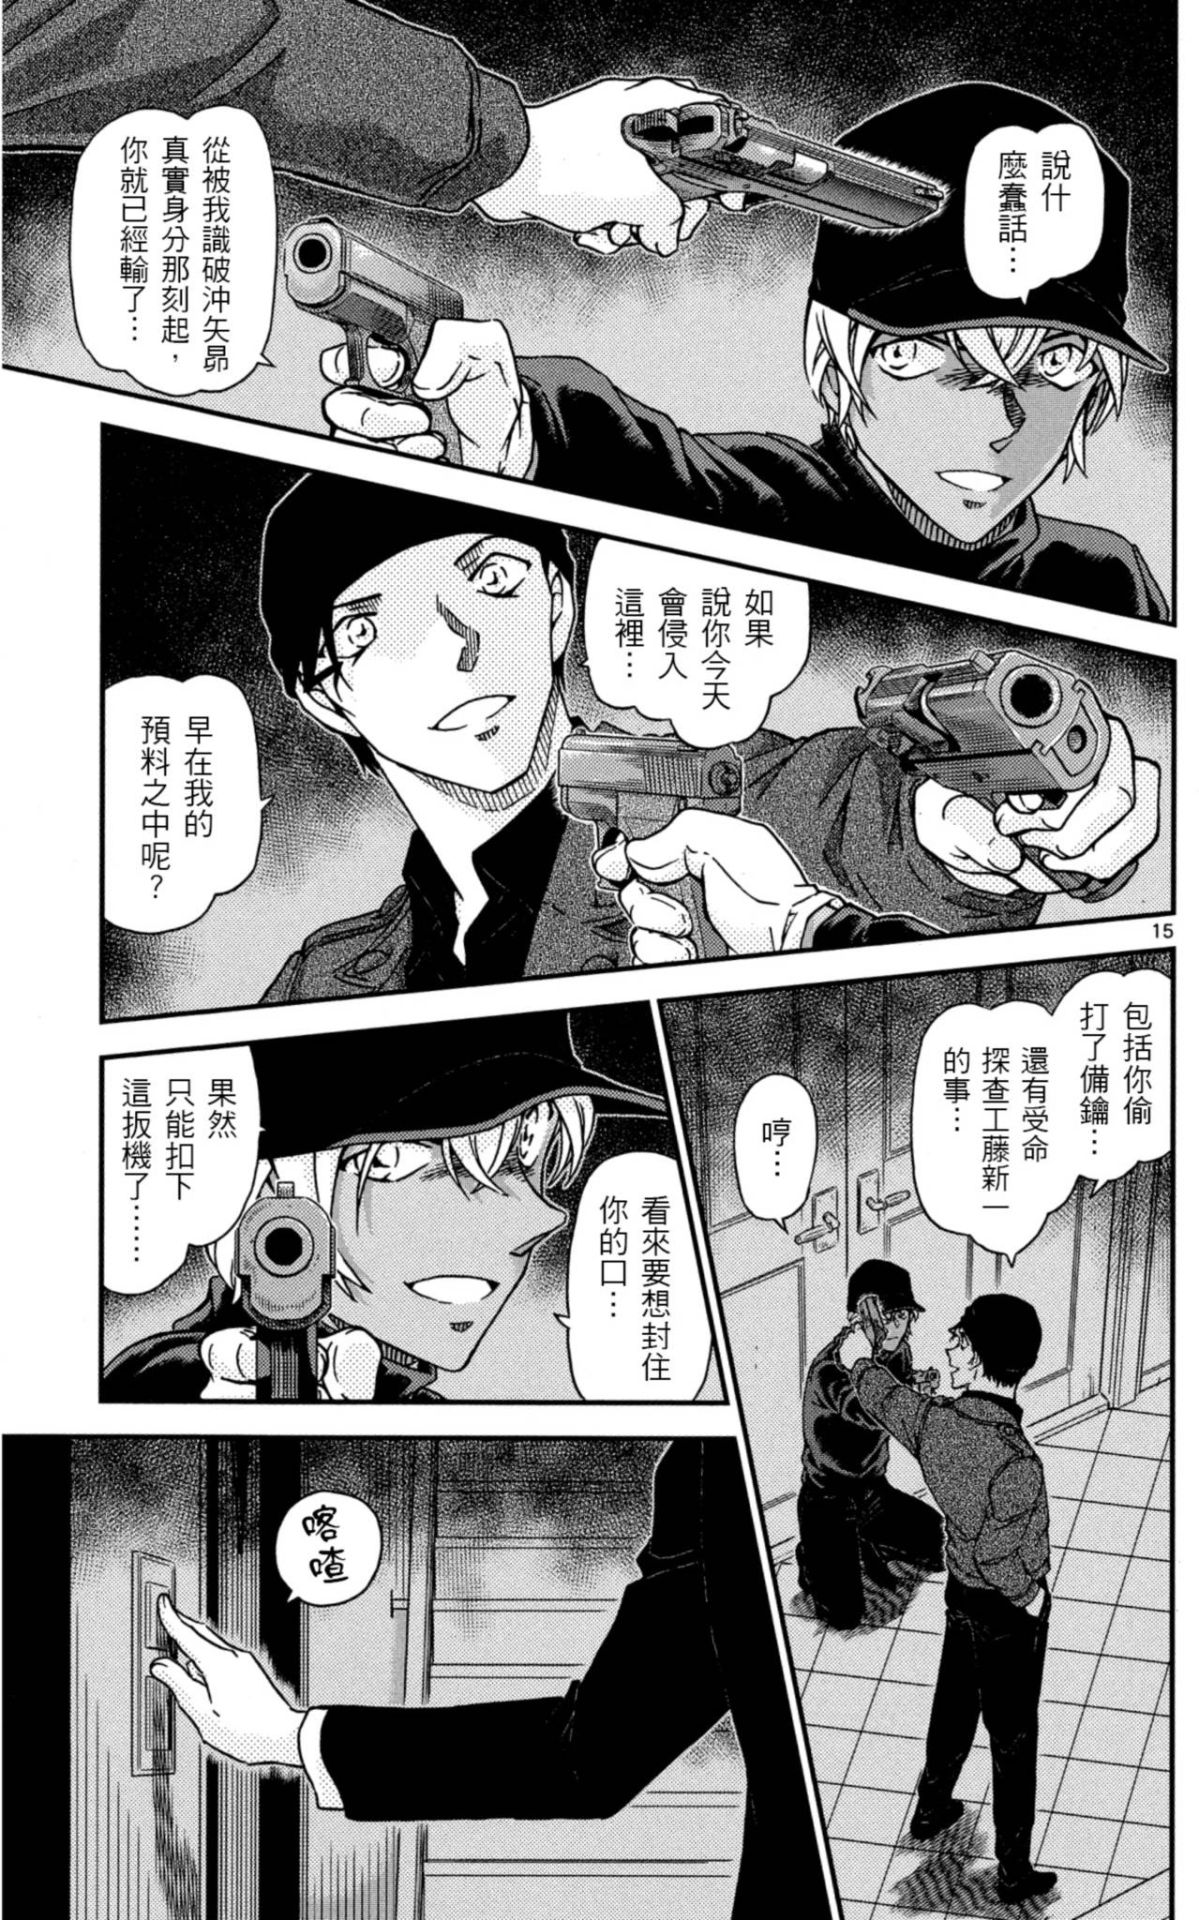 說什
麼蠢話…
從被我識破沖矢昴
真實身分那刻起，
你就已經輸了…
如果
說你今天
會侵入
這裡…
早在我的
預料之中呢？
15
包括你偷
打了備鑰…
還有受命
探查工藤新一
的事…
哼…
看來要想封住
你的口…
果然
只能扣下
這扳機了……
喀
喳